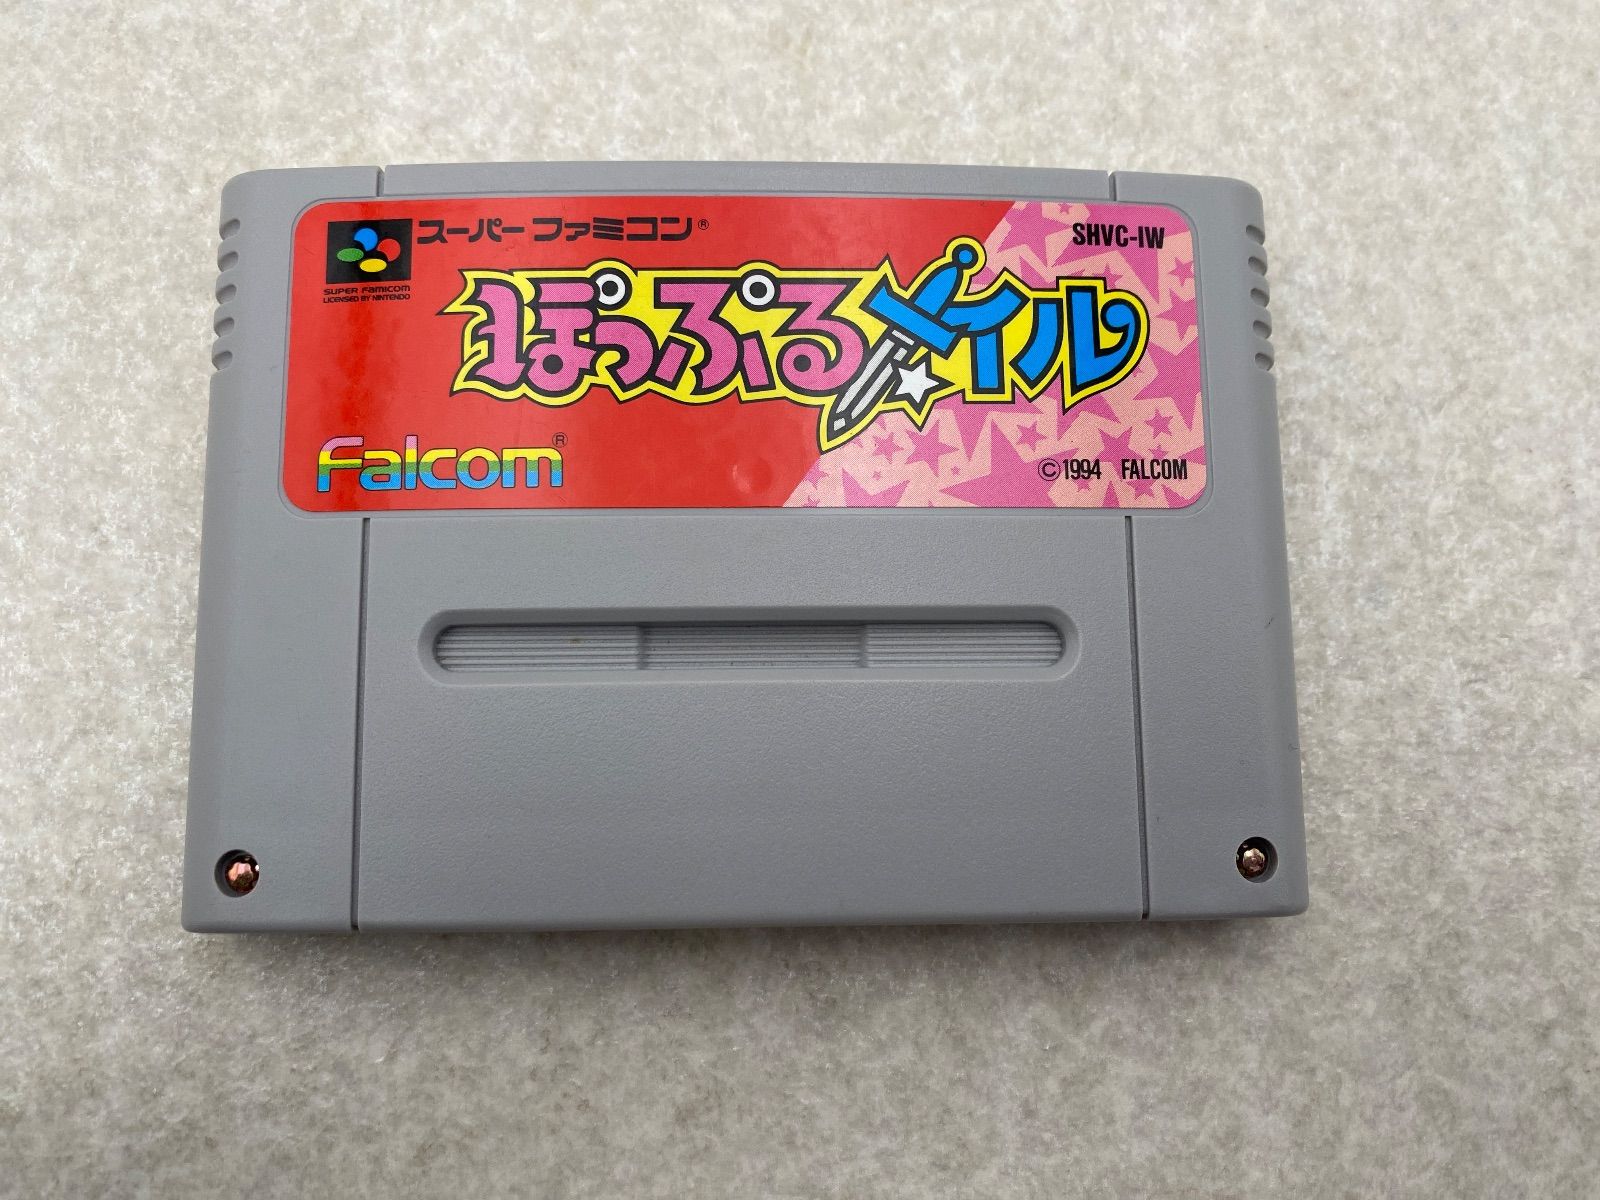 スーパーファミコン®
SUPER FAMICOM
LICENSED BY NINTENDO
SHVC-IW
ぽっぷるメイル
Falcom®
©1994 FALCOM